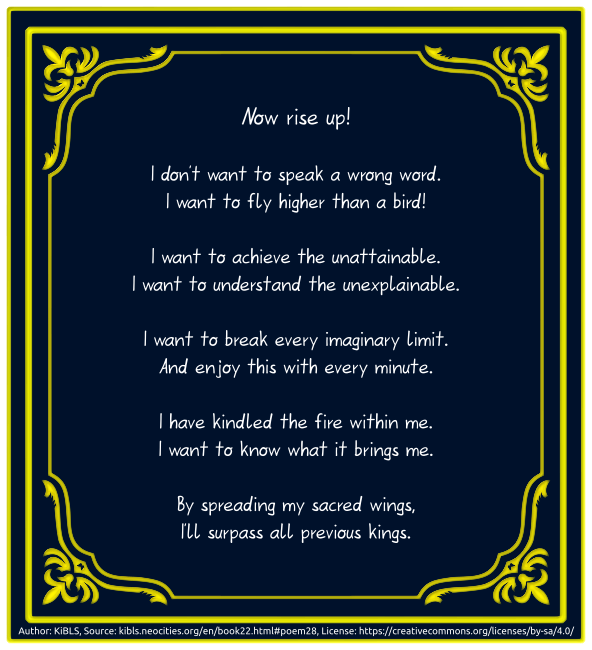 Now rise up!
I don't want to speak a wrong word.
I want to fly higher than a bird!
I want to achieve the unattainable.
I want to understand the unexplainable.
I want to break every imaginary limit.
And enjoy this with every minute.
I have kindled the fire within me.
I want to know what it brings me.
By spreading my sacred wings,
I'll surpass all previous kings.
Author: KiBLS, Source: kibls.neocities.org/en/book22.html#poem28, License: https://creativecommons.org/licenses/by-sa/4.0/